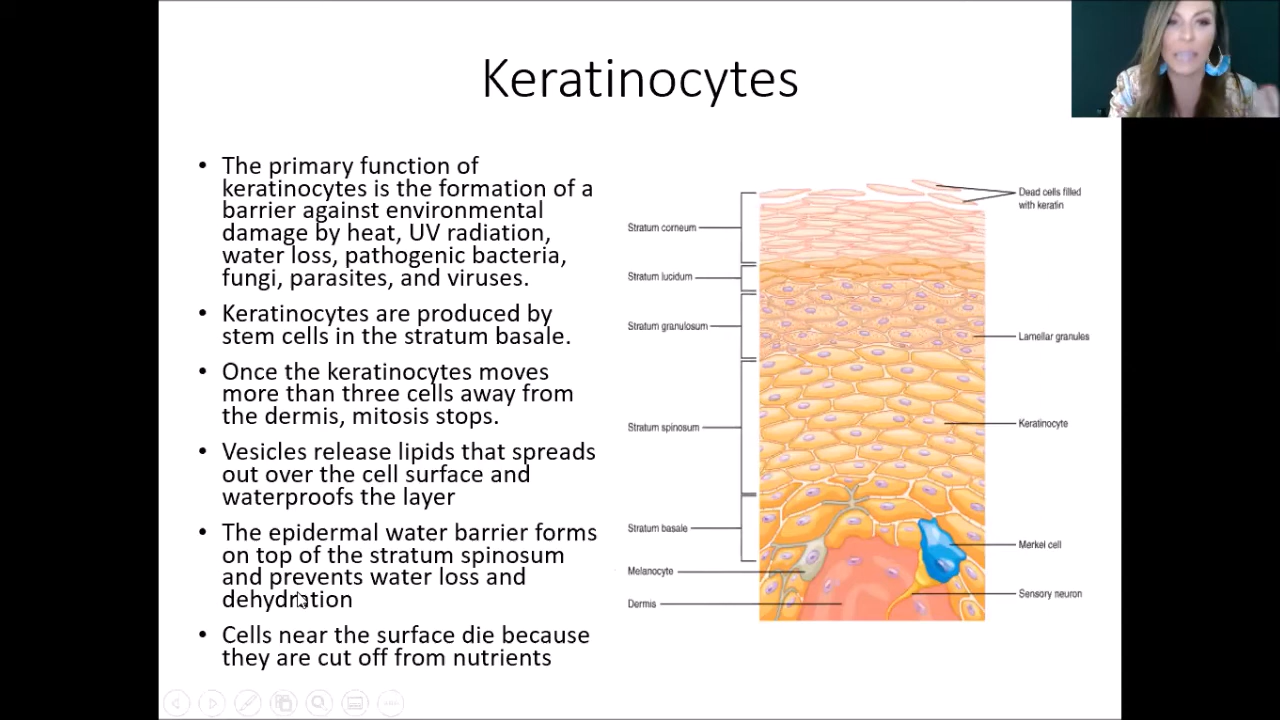 Keratinocytes
• The primary function of
keratinocytes is the formation of a
barrier against environmental
damage by heat, UV radiation,
water loss, pathogenic bacteria,
fungi, parasites, and viruses.
• Keratinocytes are produced by
stem cells in the stratum basale.
• Once the keratinocytes moves
more than three cells away from
the dermis, mitosis stops.
• Vesicles release lipids that spreads
out over the cell surface and
waterproofs the layer
• The epidermal water barrier forms
on top of the stratum spinosum
and prevents water loss and
dehydration
• Cells near the surface die because
they are cut off from nutrients
Stratum corneum
Stratum lucidum
Stratum granulosum
Stratum spinosum
Stratum basale
Melanocyte
Dermis
Dead cells filled
with keratin
Lamellar granules
Keratinocyte
Merkel cell
Sensory neuron